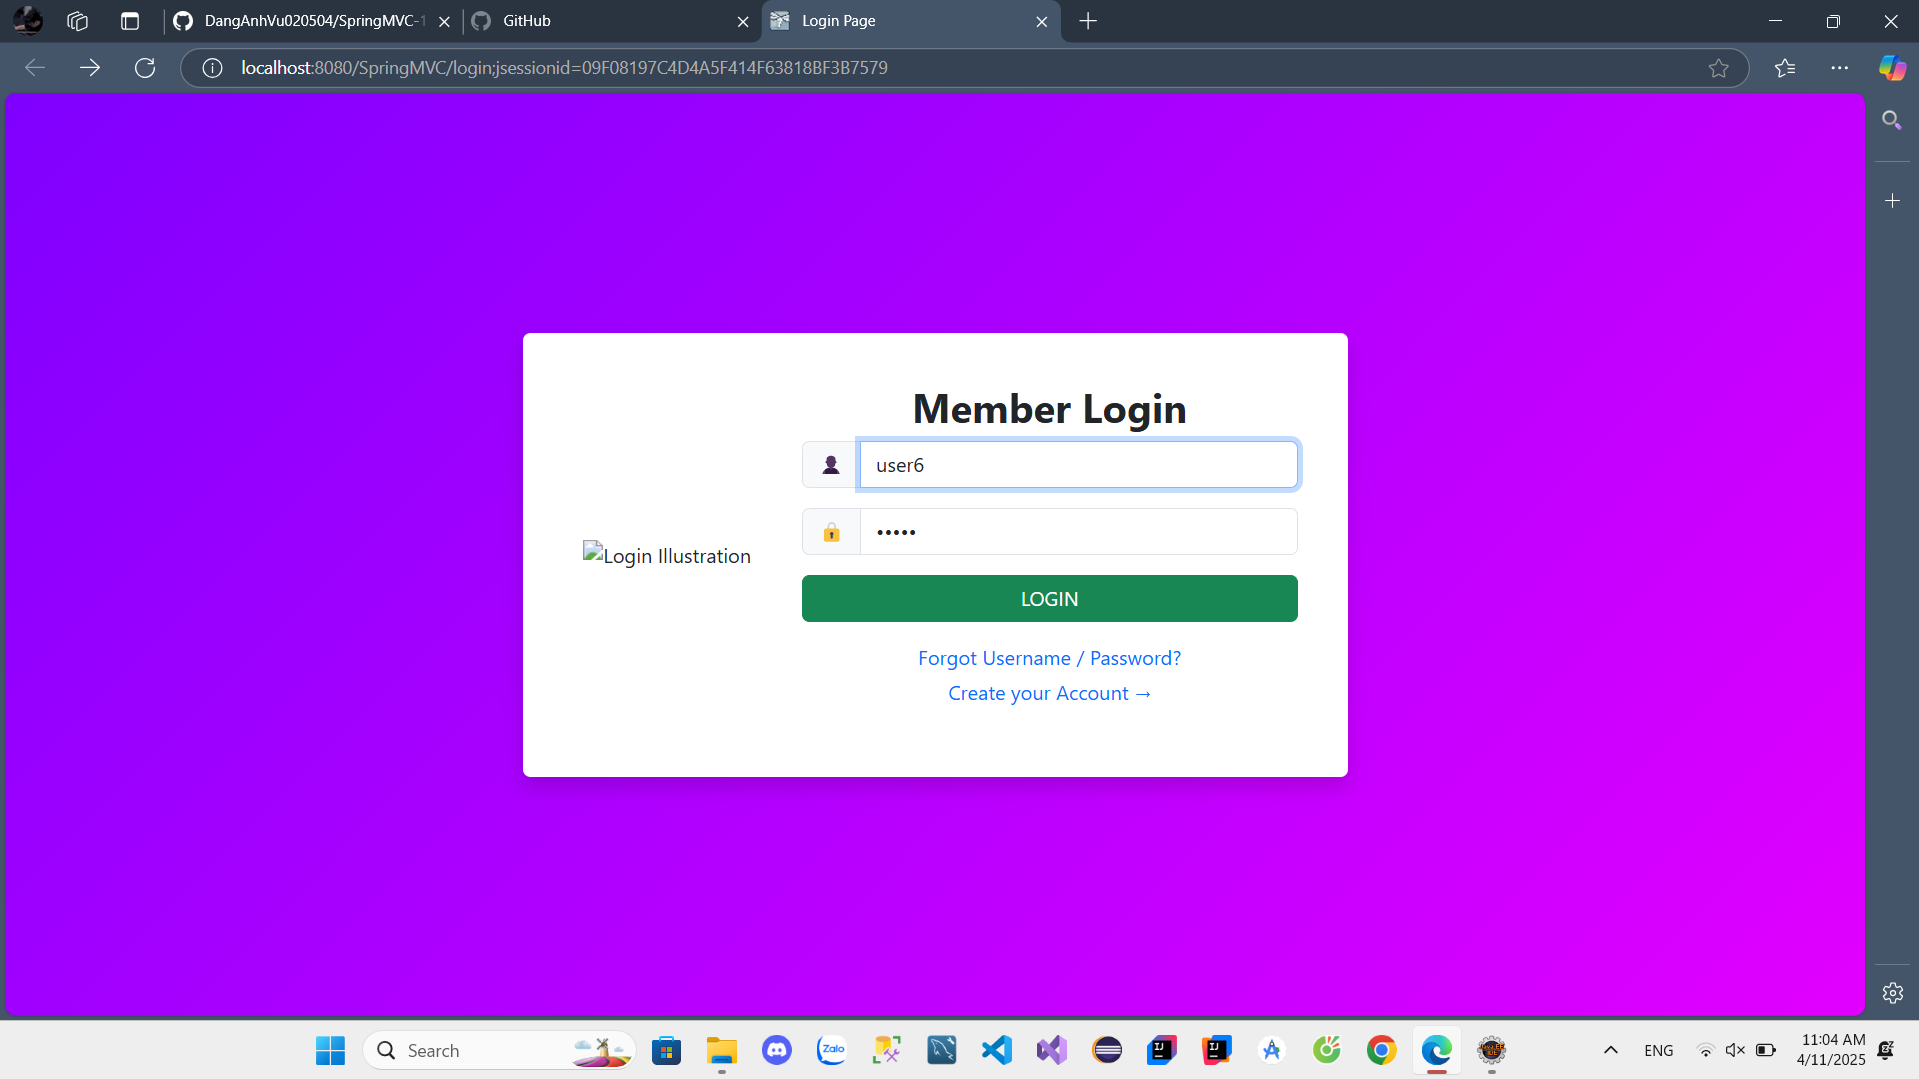 DangAnhVu020504/SpringMVC-1
GitHub
Login Page
localhost:8080/SpringMVC/login;jsessionid=09F08197C4D4A5F414F63818BF3B7579
Member Login
user6
•••••
Login Illustration
LOGIN
Forgot Username / Password?
Create your Account →
Search
Zalo
ENG
11:04 AM
4/11/2025